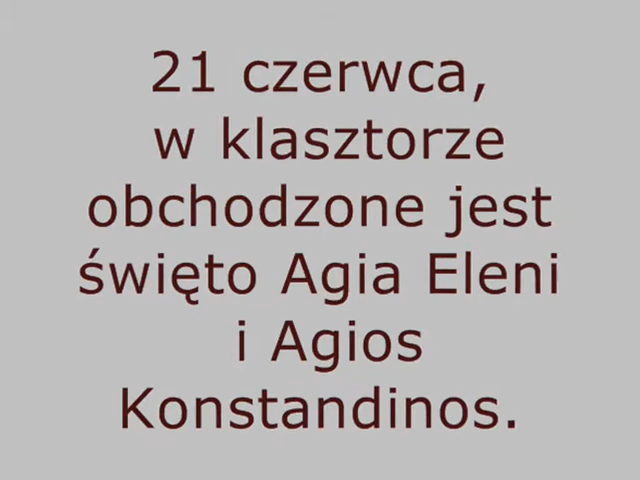 21 czerwca,
w klasztorze
obchodzone jest
święto Agia Eleni
i Agios
Konstandinos.